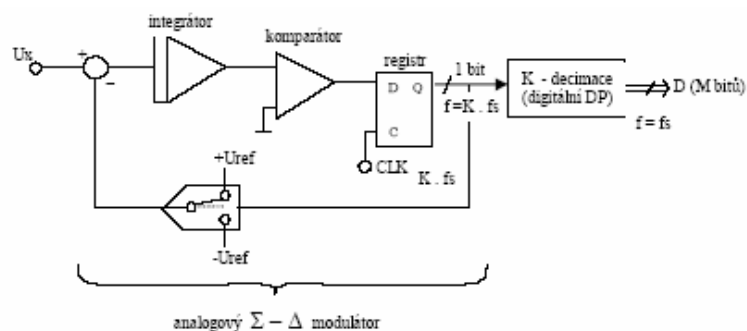 integrátor
komparátor
registr
Ux
+
−
D Q
C
1 bit
f=K . fs
K - decimace
(digitální DP)
D (M bitů)
f = fs
CLK K . fs
+Uref
-Uref
analogový Σ − Δ modulátor